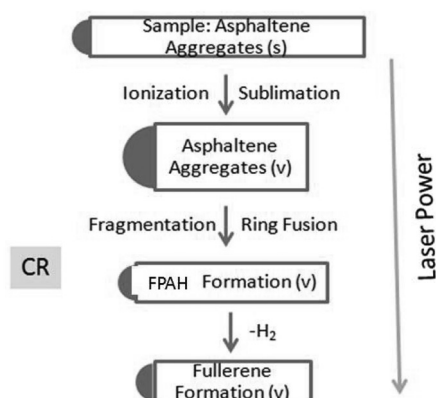 Sample: Asphaltene
Aggregates (s)
Ionization Sublimation
Asphaltene
Aggregates (v)
Fragmentation Ring Fusion
CR
FPAH Formation (v)
-H₂
Fullerene
Formation (v)
Laser Power